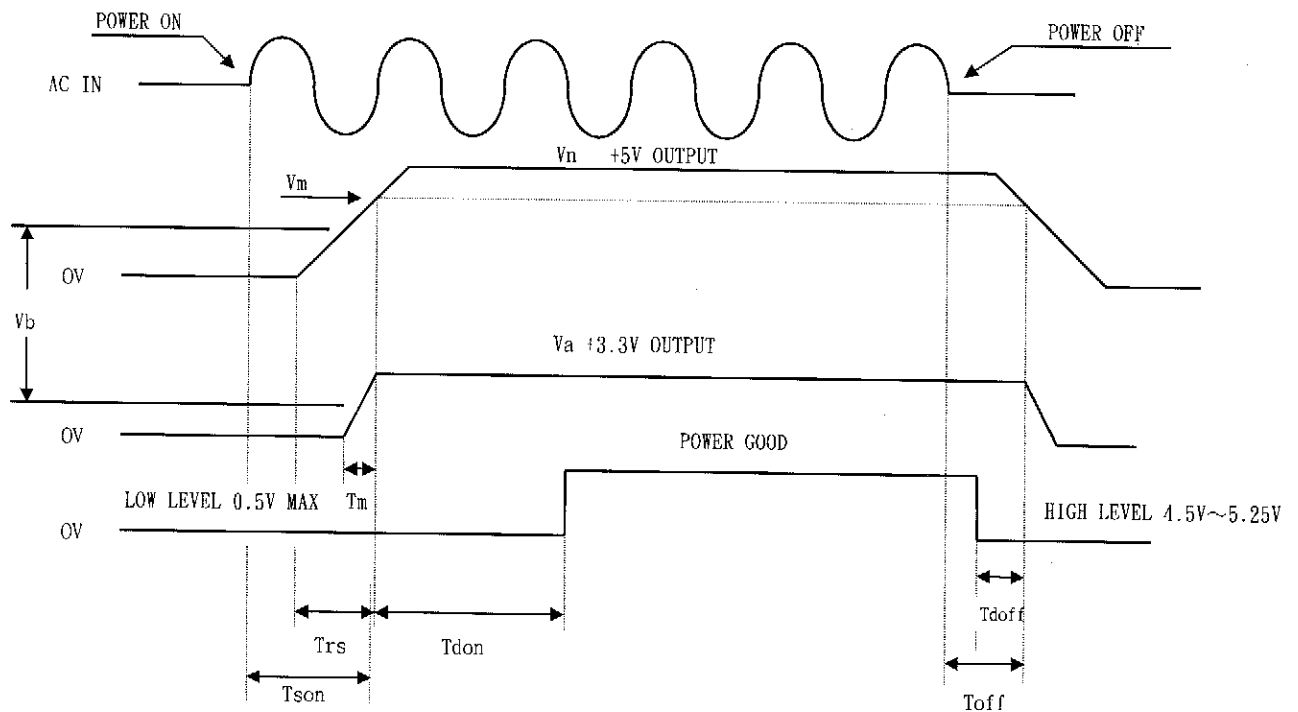 POWER ON
POWER OFF
AC IN
Vn +5V OUTPUT
Vm
0V
Vb
Va +3.3V OUTPUT
0V
POWER GOOD
LOW LEVEL 0.5V MAX Tm
HIGH LEVEL 4.5V～5.25V
0V
Tdoff
Trs
Tdon
Tson
Toff